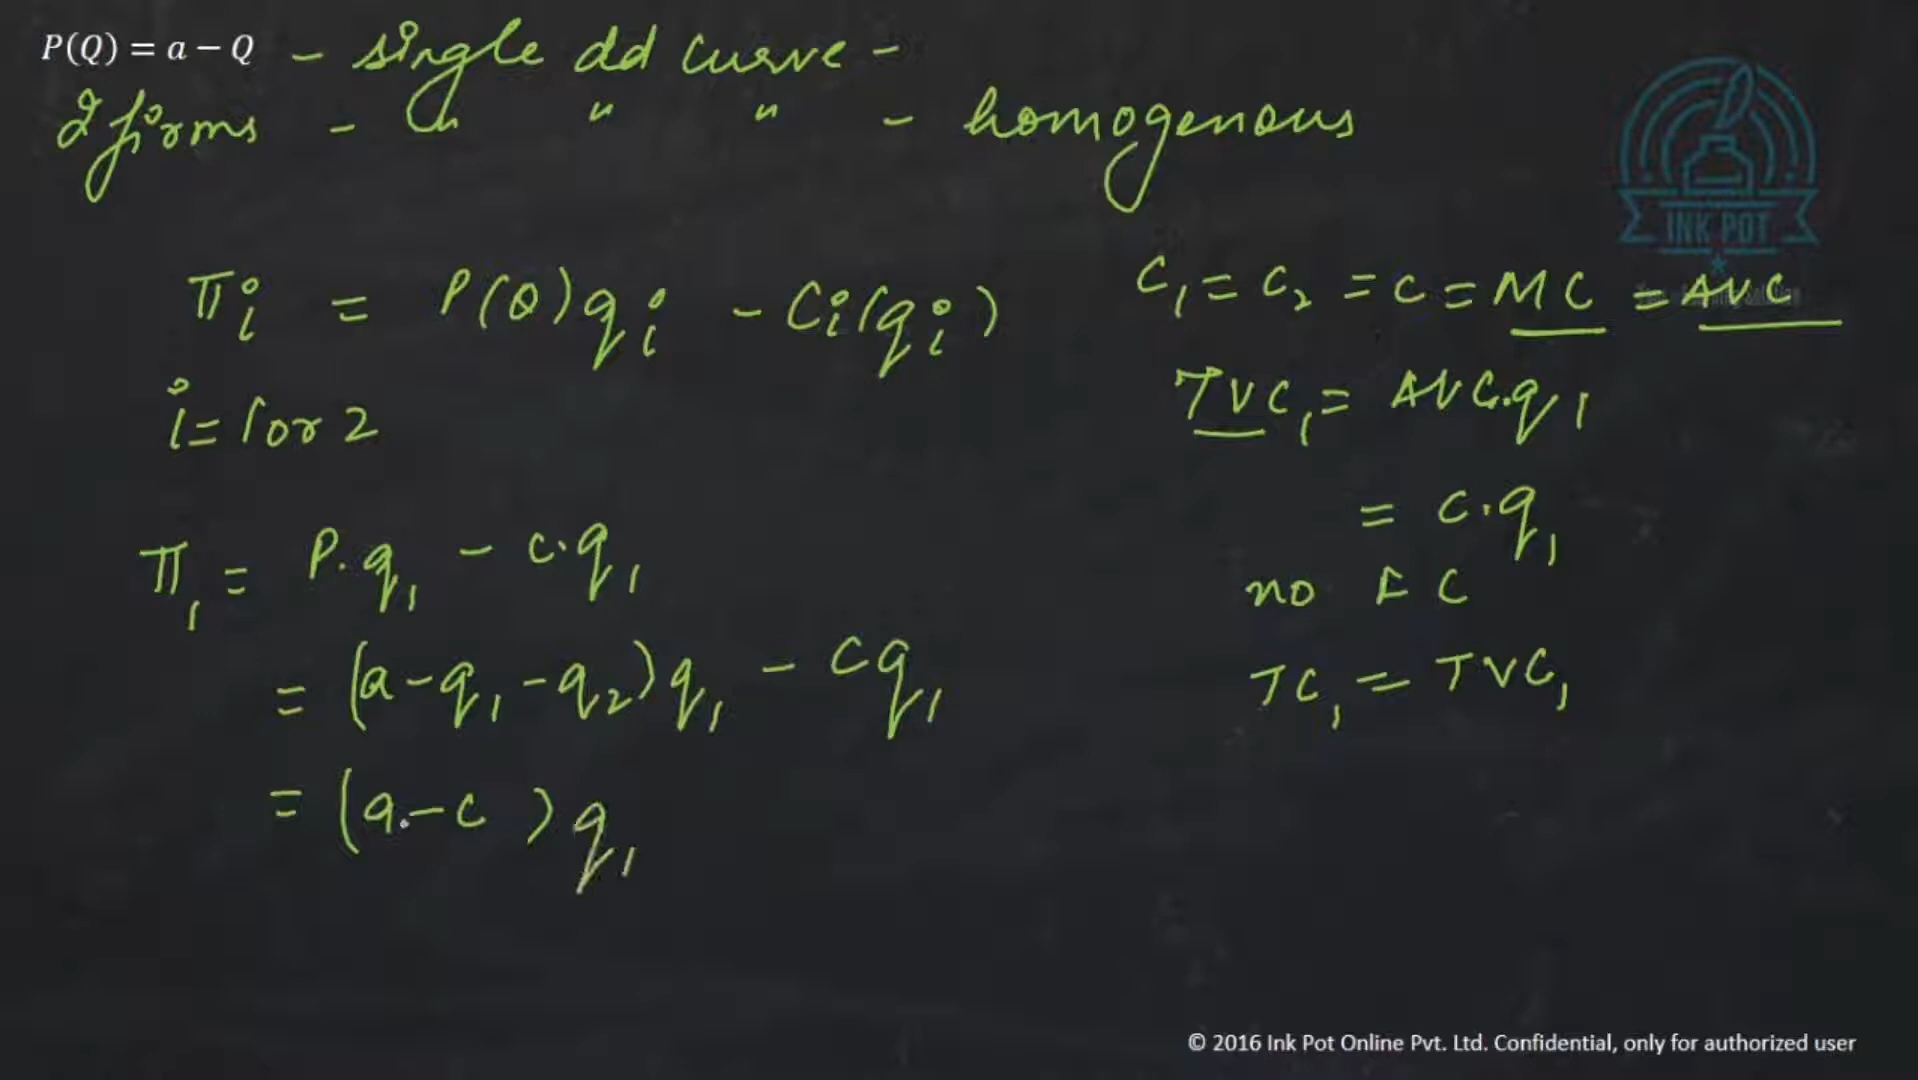 P(Q) = a − Q - single dd curve -
2 firms - " " - homogenous
INK POT
πi = P(Q)qi - Ci(qi)
i = 1 or 2
π1 = P.q1 - c.q1
= (a-q1-q2)q1 - cq1
= (a-c )q1
C1 = C2 = C = MC = AVC
TVC1 = AVC.q1
= C.q1
no FC
TC1 = TVC1
© 2016 Ink Pot Online Pvt. Ltd. Confidential, only for authorized user